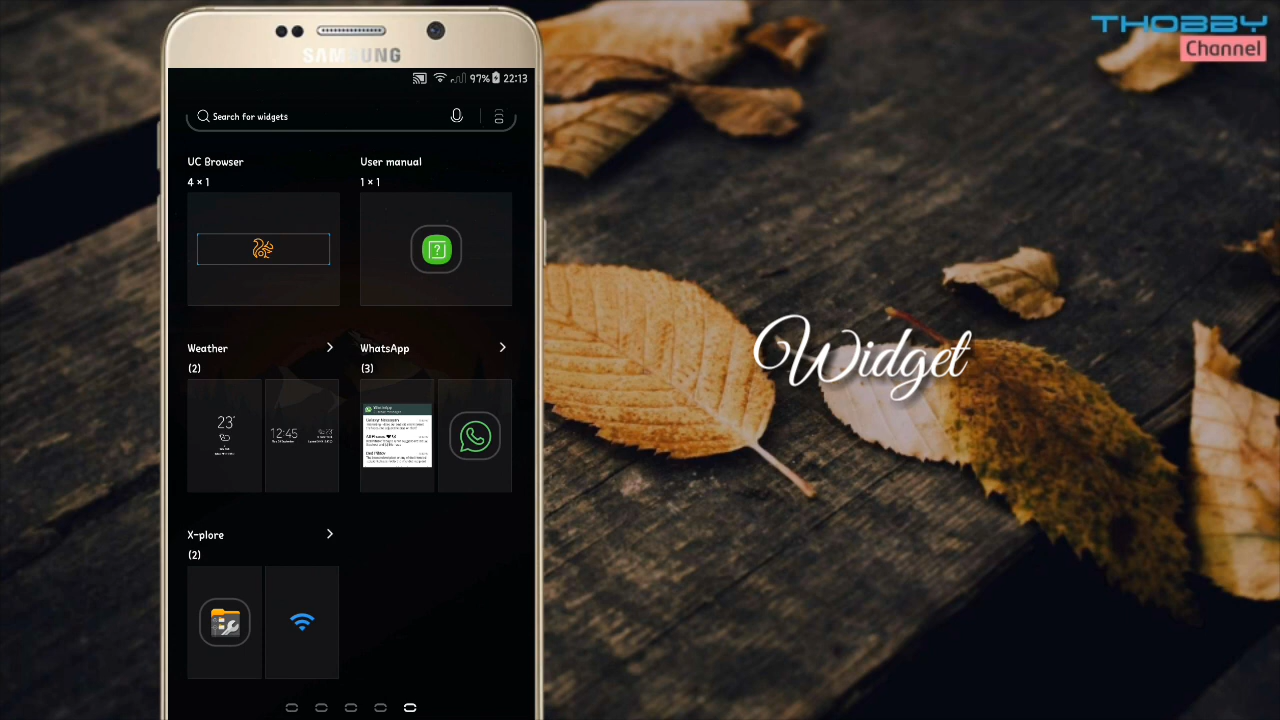 THOBBY
Channel
SAMSUNG
97% 22:13
Search for widgets
UC Browser
4 × 1
User manual
1 × 1
?
Weather
(2)
WhatsApp
(3)
23°
12:45
X-plore
(2)
Widget